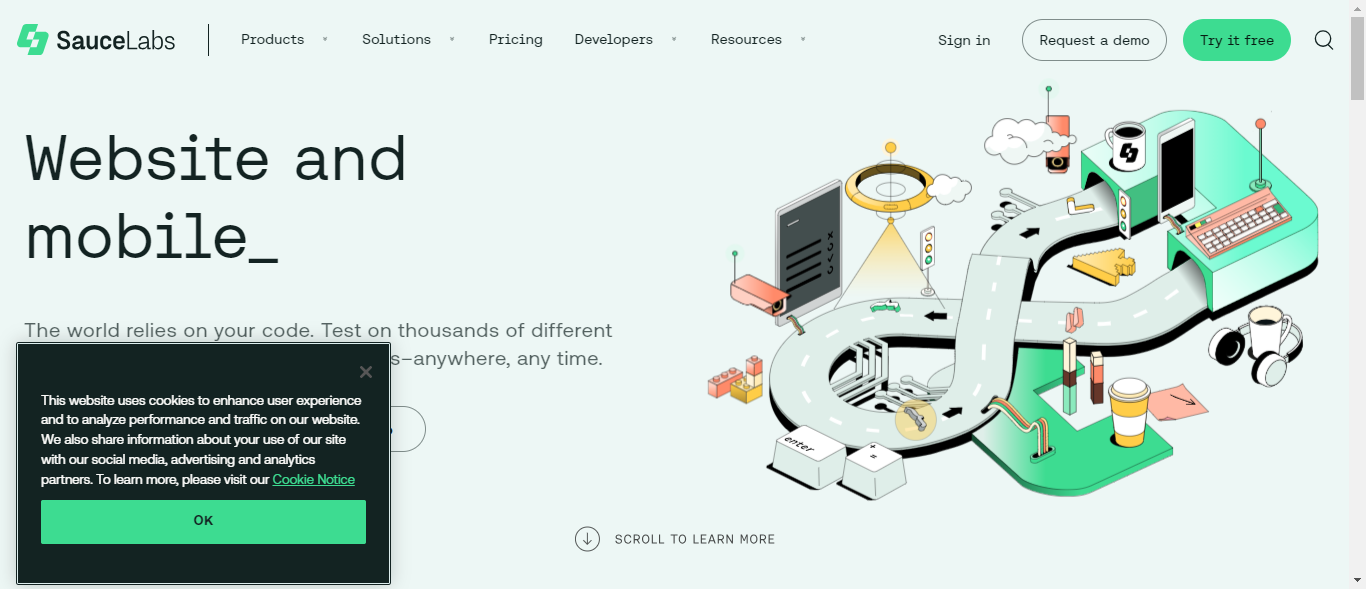 SauceLabs
Products
Solutions
Pricing
Developers
Resources
Sign in
Request a demo
Try it free
Website and
mobile_
The world relies on your code. Test on thousands of different
s—anywhere, any time.
This website uses cookies to enhance user experience
and to analyze performance and traffic on our website.
We also share information about your use of our site
with our social media, advertising and analytics
partners. To learn more, please visit our Cookie Notice
OK
enter
+
=
SCROLL TO LEARN MORE